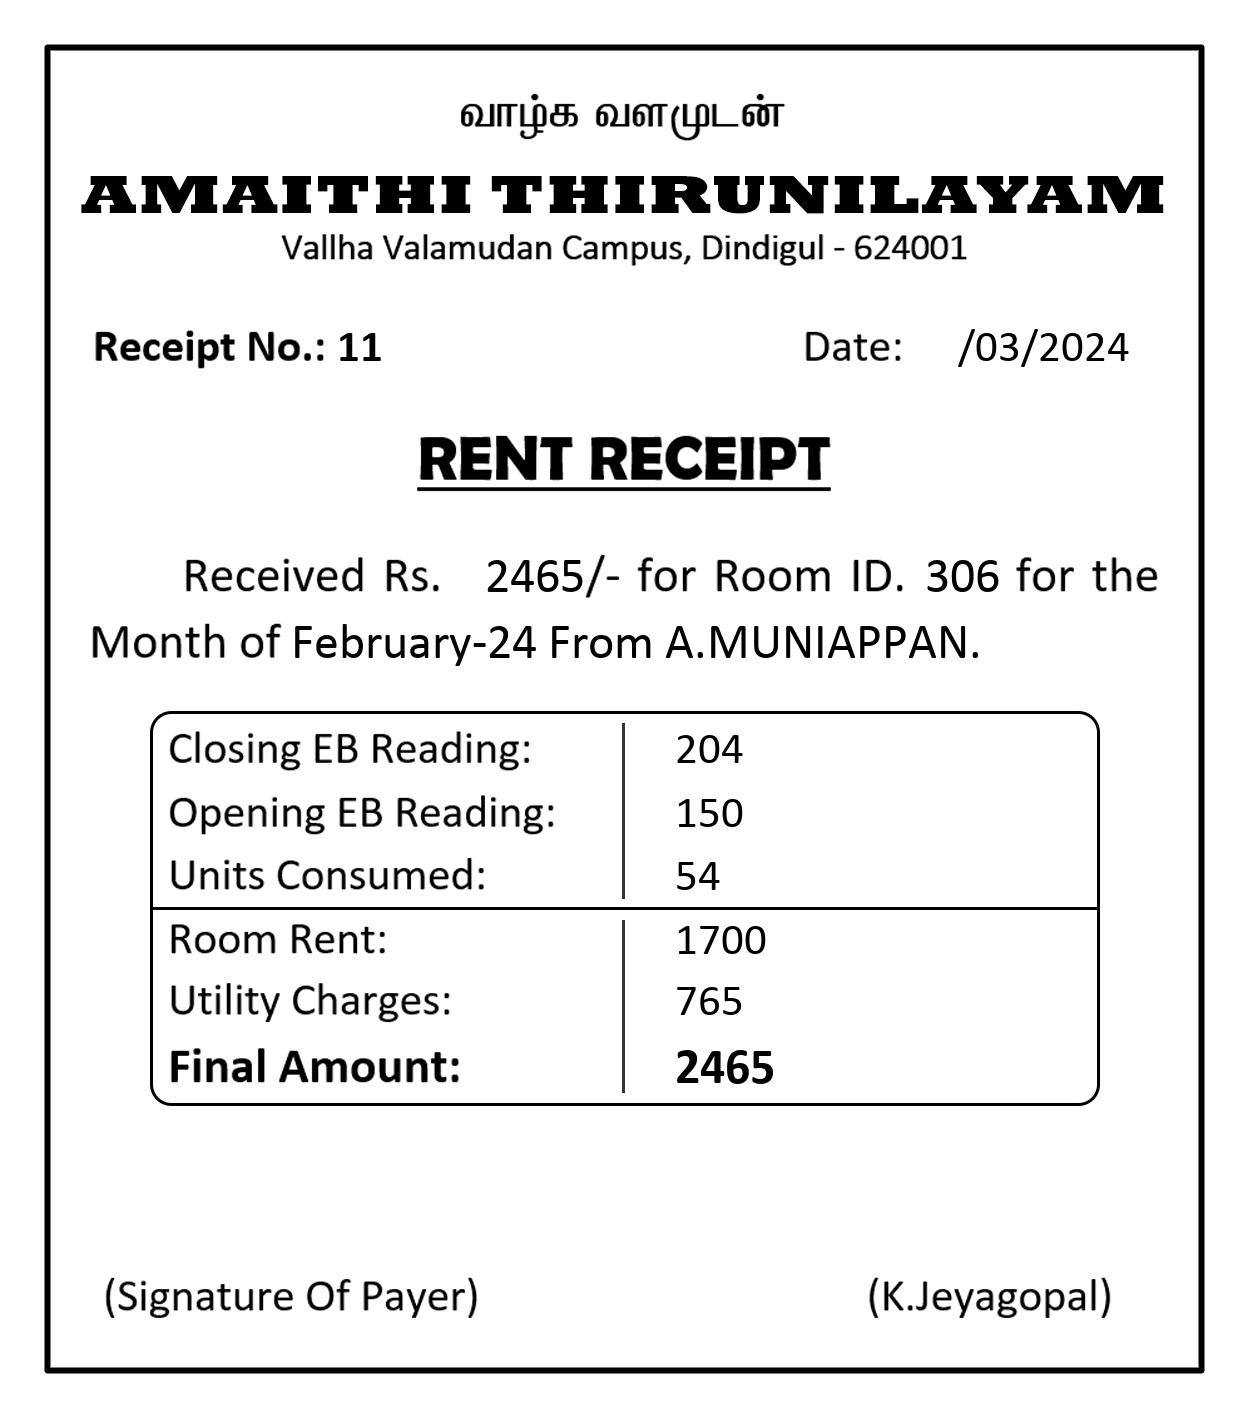 வாழ்க வளமுடன்
AMAITHI THIRUNILAYAM
Vallha Valamudan Campus, Dindigul - 624001
Receipt No.: 11 Date: /03/2024
RENT RECEIPT
Received Rs. 2465/- for Room ID. 306 for the
Month of February-24 From A.MUNIAPPAN.
Closing EB Reading: 204
Opening EB Reading: 150
Units Consumed: 54
Room Rent: 1700
Utility Charges: 765
Final Amount: 2465
(Signature Of Payer) (K.Jeyagopal)